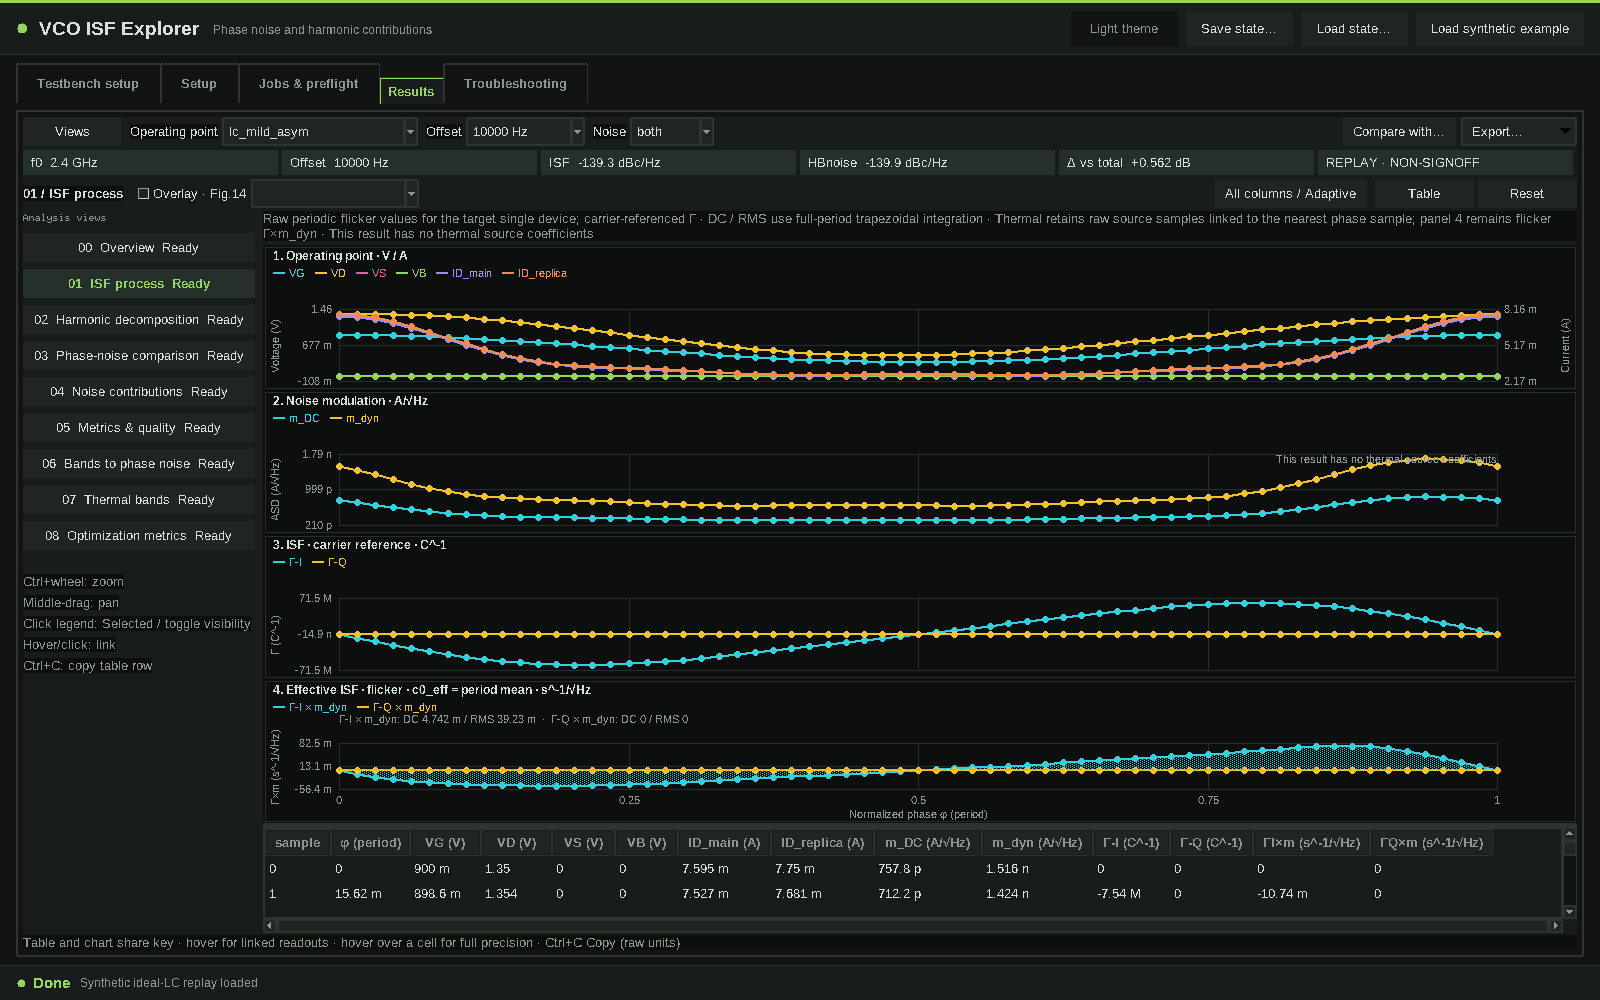 VCO ISF Explorer
Phase noise and harmonic contributions
Light theme
Save state...
Load state...
Load synthetic example
Testbench setup
Setup
Jobs & preflight
Results
Troubleshooting
Views
Operating point
lc_mild_asym
Offset
10000 Hz
Noise
both
Compare with...
Export...
f0 2.4 GHz
Offset 10000 Hz
ISF -139.3 dBc/Hz
HBnoise -139.9 dBc/Hz
Δ vs total +0.562 dB
REPLAY · NON-SIGNOFF
01 / ISF process
Overlay · Fig.14
All columns / Adaptive
Table
Reset
Analysis views
00 Overview Ready
01 ISF process Ready
02 Harmonic decomposition Ready
03 Phase-noise comparison Ready
04 Noise contributions Ready
05 Metrics & quality Ready
06 Bands to phase noise Ready
07 Thermal bands Ready
08 Optimization metrics Ready
Ctrl+wheel: zoom
Middle-drag: pan
Click legend: Selected / toggle visibility
Hover/click: link
Ctrl+C: copy table row
Raw periodic flicker values for the target single device; carrier-referenced Γ · DC / RMS use full-period trapezoidal integration · Thermal retains raw source samples linked to the nearest phase sample; panel 4 remains flicker
Γ×m_dyn · This result has no thermal source coefficients
1. Operating point · V / A
VG VD VS VB ID_main ID_replica
1.46
677 m
-108 m
Voltage (V)
8.16 m
5.17 m
2.17 m
Current (A)
2. Noise modulation · A/√Hz
m_DC m_dyn
This result has no thermal source coefficients
1.79 n
999 p
210 p
ASD (A/√Hz)
3. ISF · carrier reference · C^-1
Γ-I Γ-Q
71.5 M
-14.9 n
-71.5 M
Γ (C^-1)
4. Effective ISF · flicker · c0_eff = period mean · s^-1/√Hz
Γ-I × m_dyn Γ-Q × m_dyn
Γ-I × m_dyn: DC 4.742 m / RMS 39.23 m · Γ-Q × m_dyn: DC 0 / RMS 0
82.5 m
13.1 m
-56.4 m
Γ×m (s^-1/√Hz)
0 0.25 0.5 0.75 1
Normalized phase φ (period)
sample φ (period) VG (V) VD (V) VS (V) VB (V) ID_main (A) ID_replica (A) m_DC (A/√Hz) m_dyn (A/√Hz) Γ-I (C^-1) Γ-Q (C^-1) ΓI×m (s^-1/√Hz) ΓQ×m (s^-1/√Hz)
0 0 900 m 1.35 0 0 7.595 m 7.75 m 757.8 p 1.516 n 0 0 0 0
1 15.62 m 898.6 m 1.354 0 0 7.527 m 7.681 m 712.2 p 1.424 n -7.54 M 0 -10.74 m 0
Table and chart share key · hover for linked readouts · hover over a cell for full precision · Ctrl+C Copy (raw units)
Done
Synthetic ideal-LC replay loaded